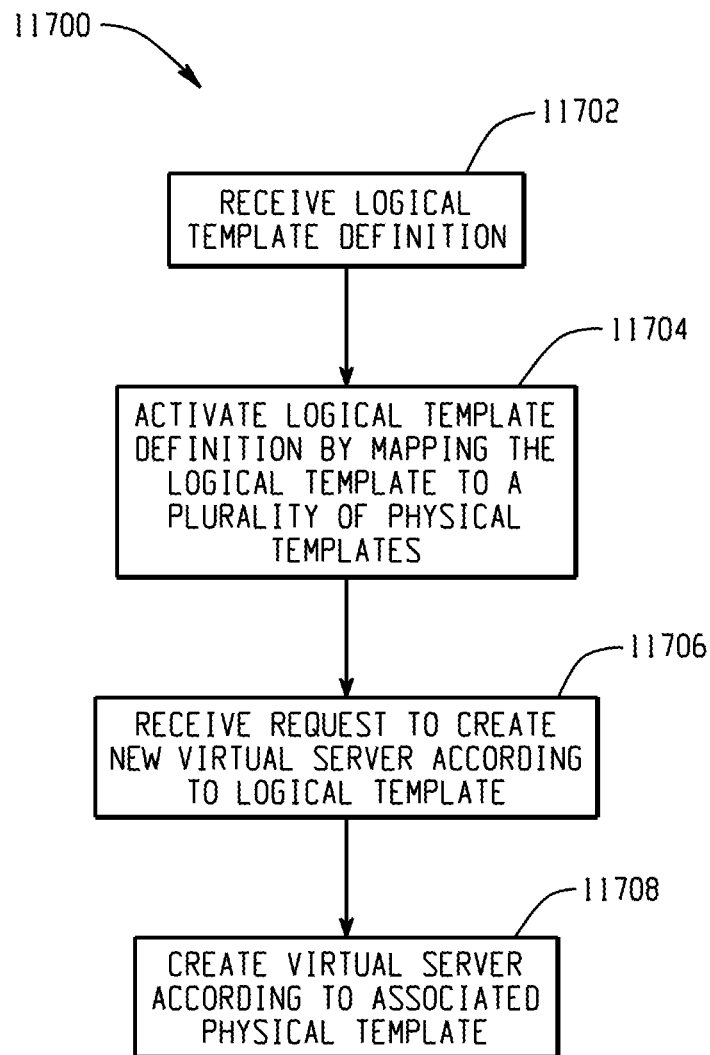 11700
11702
RECEIVE LOGICAL
TEMPLATE DEFINITION
11704
ACTIVATE LOGICAL TEMPLATE
DEFINITION BY MAPPING THE
LOGICAL TEMPLATE TO A
PLURALITY OF PHYSICAL
TEMPLATES
11706
RECEIVE REQUEST TO CREATE
NEW VIRTUAL SERVER ACCORDING
TO LOGICAL TEMPLATE
11708
CREATE VIRTUAL SERVER
ACCORDING TO ASSOCIATED
PHYSICAL TEMPLATE